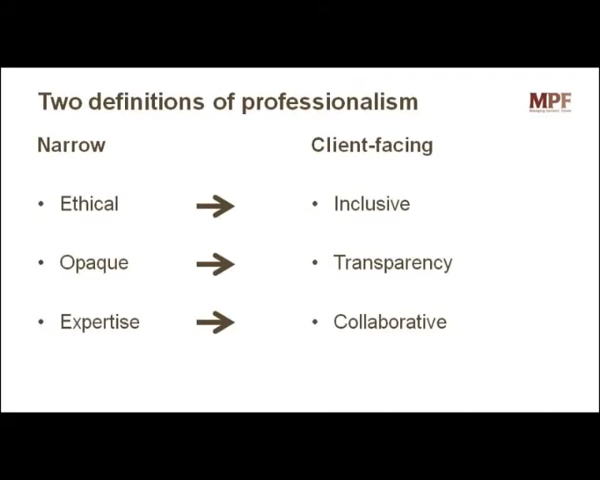 Two definitions of professionalism
MPF
Narrow
Client-facing
• Ethical
• Inclusive
• Opaque
• Transparency
• Expertise
• Collaborative